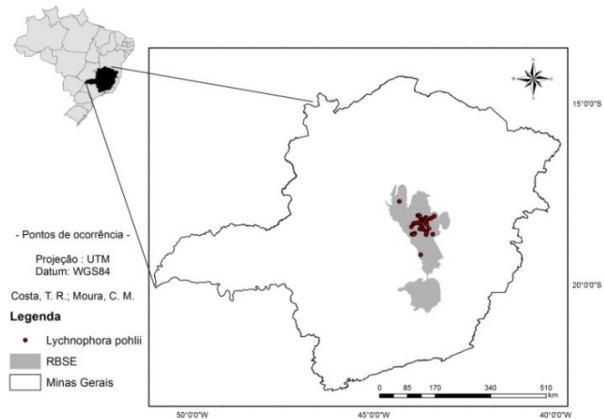 - Pontos de ocorrência -
Projeção : UTM
Datum: WGS84
Costa, T. R.; Moura, C. M.
Legenda
Lychnophora pohlii
RBSE
Minas Gerais
N
W
E
S
15°0'0"S
20°0'0"S
0 85 170 340 510
km
50°0'0"W 45°0'0"W 40°0'0"W